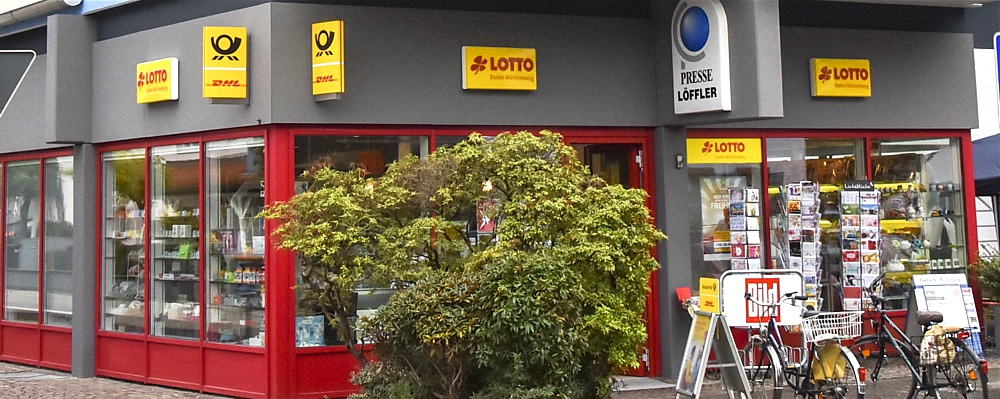 LOTTO
Baden-Württemberg
DHL
DHL
LOTTO
Baden-Württemberg
PRESSE
LÖFFLER
LOTTO
Baden-Württemberg
LOTTO
Baden-Württemberg
Bild